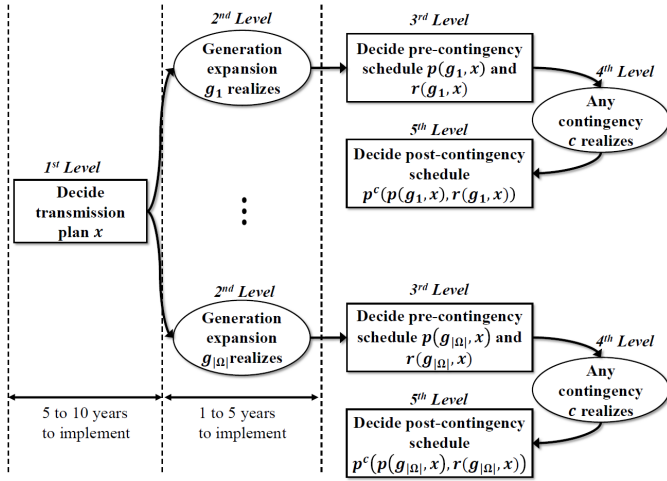 2nd Level
Generation
expansion
g₁ realizes
3rd Level
Decide pre-contingency
schedule p(g₁, x) and
r(g₁, x)
4th Level
Any
contingency
c realizes
5th Level
Decide post-contingency
schedule
pᶜ(p(g₁, x), r(g₁, x))
1st Level
Decide
transmission
plan x
⋮
2nd Level
Generation
expansion
g|Ω| realizes
3rd Level
Decide pre-contingency
schedule p(g|Ω|, x) and
r(g|Ω|, x)
4th Level
Any
contingency
c realizes
5th Level
Decide post-contingency
schedule
pᶜ(p(g|Ω|, x), r(g|Ω|, x))
5 to 10 years
to implement
1 to 5 years
to implement